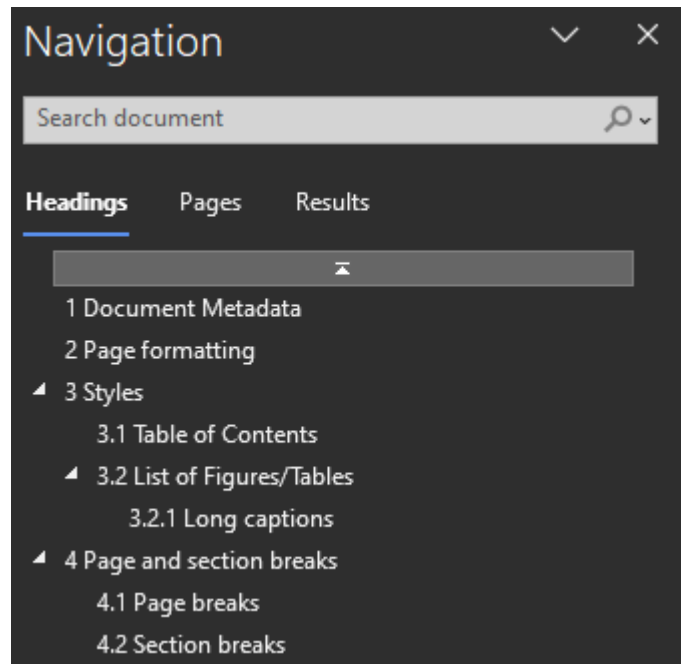 Navigation
Search document
Headings Pages Results
1 Document Metadata
2 Page formatting
3 Styles
3.1 Table of Contents
3.2 List of Figures/Tables
3.2.1 Long captions
4 Page and section breaks
4.1 Page breaks
4.2 Section breaks